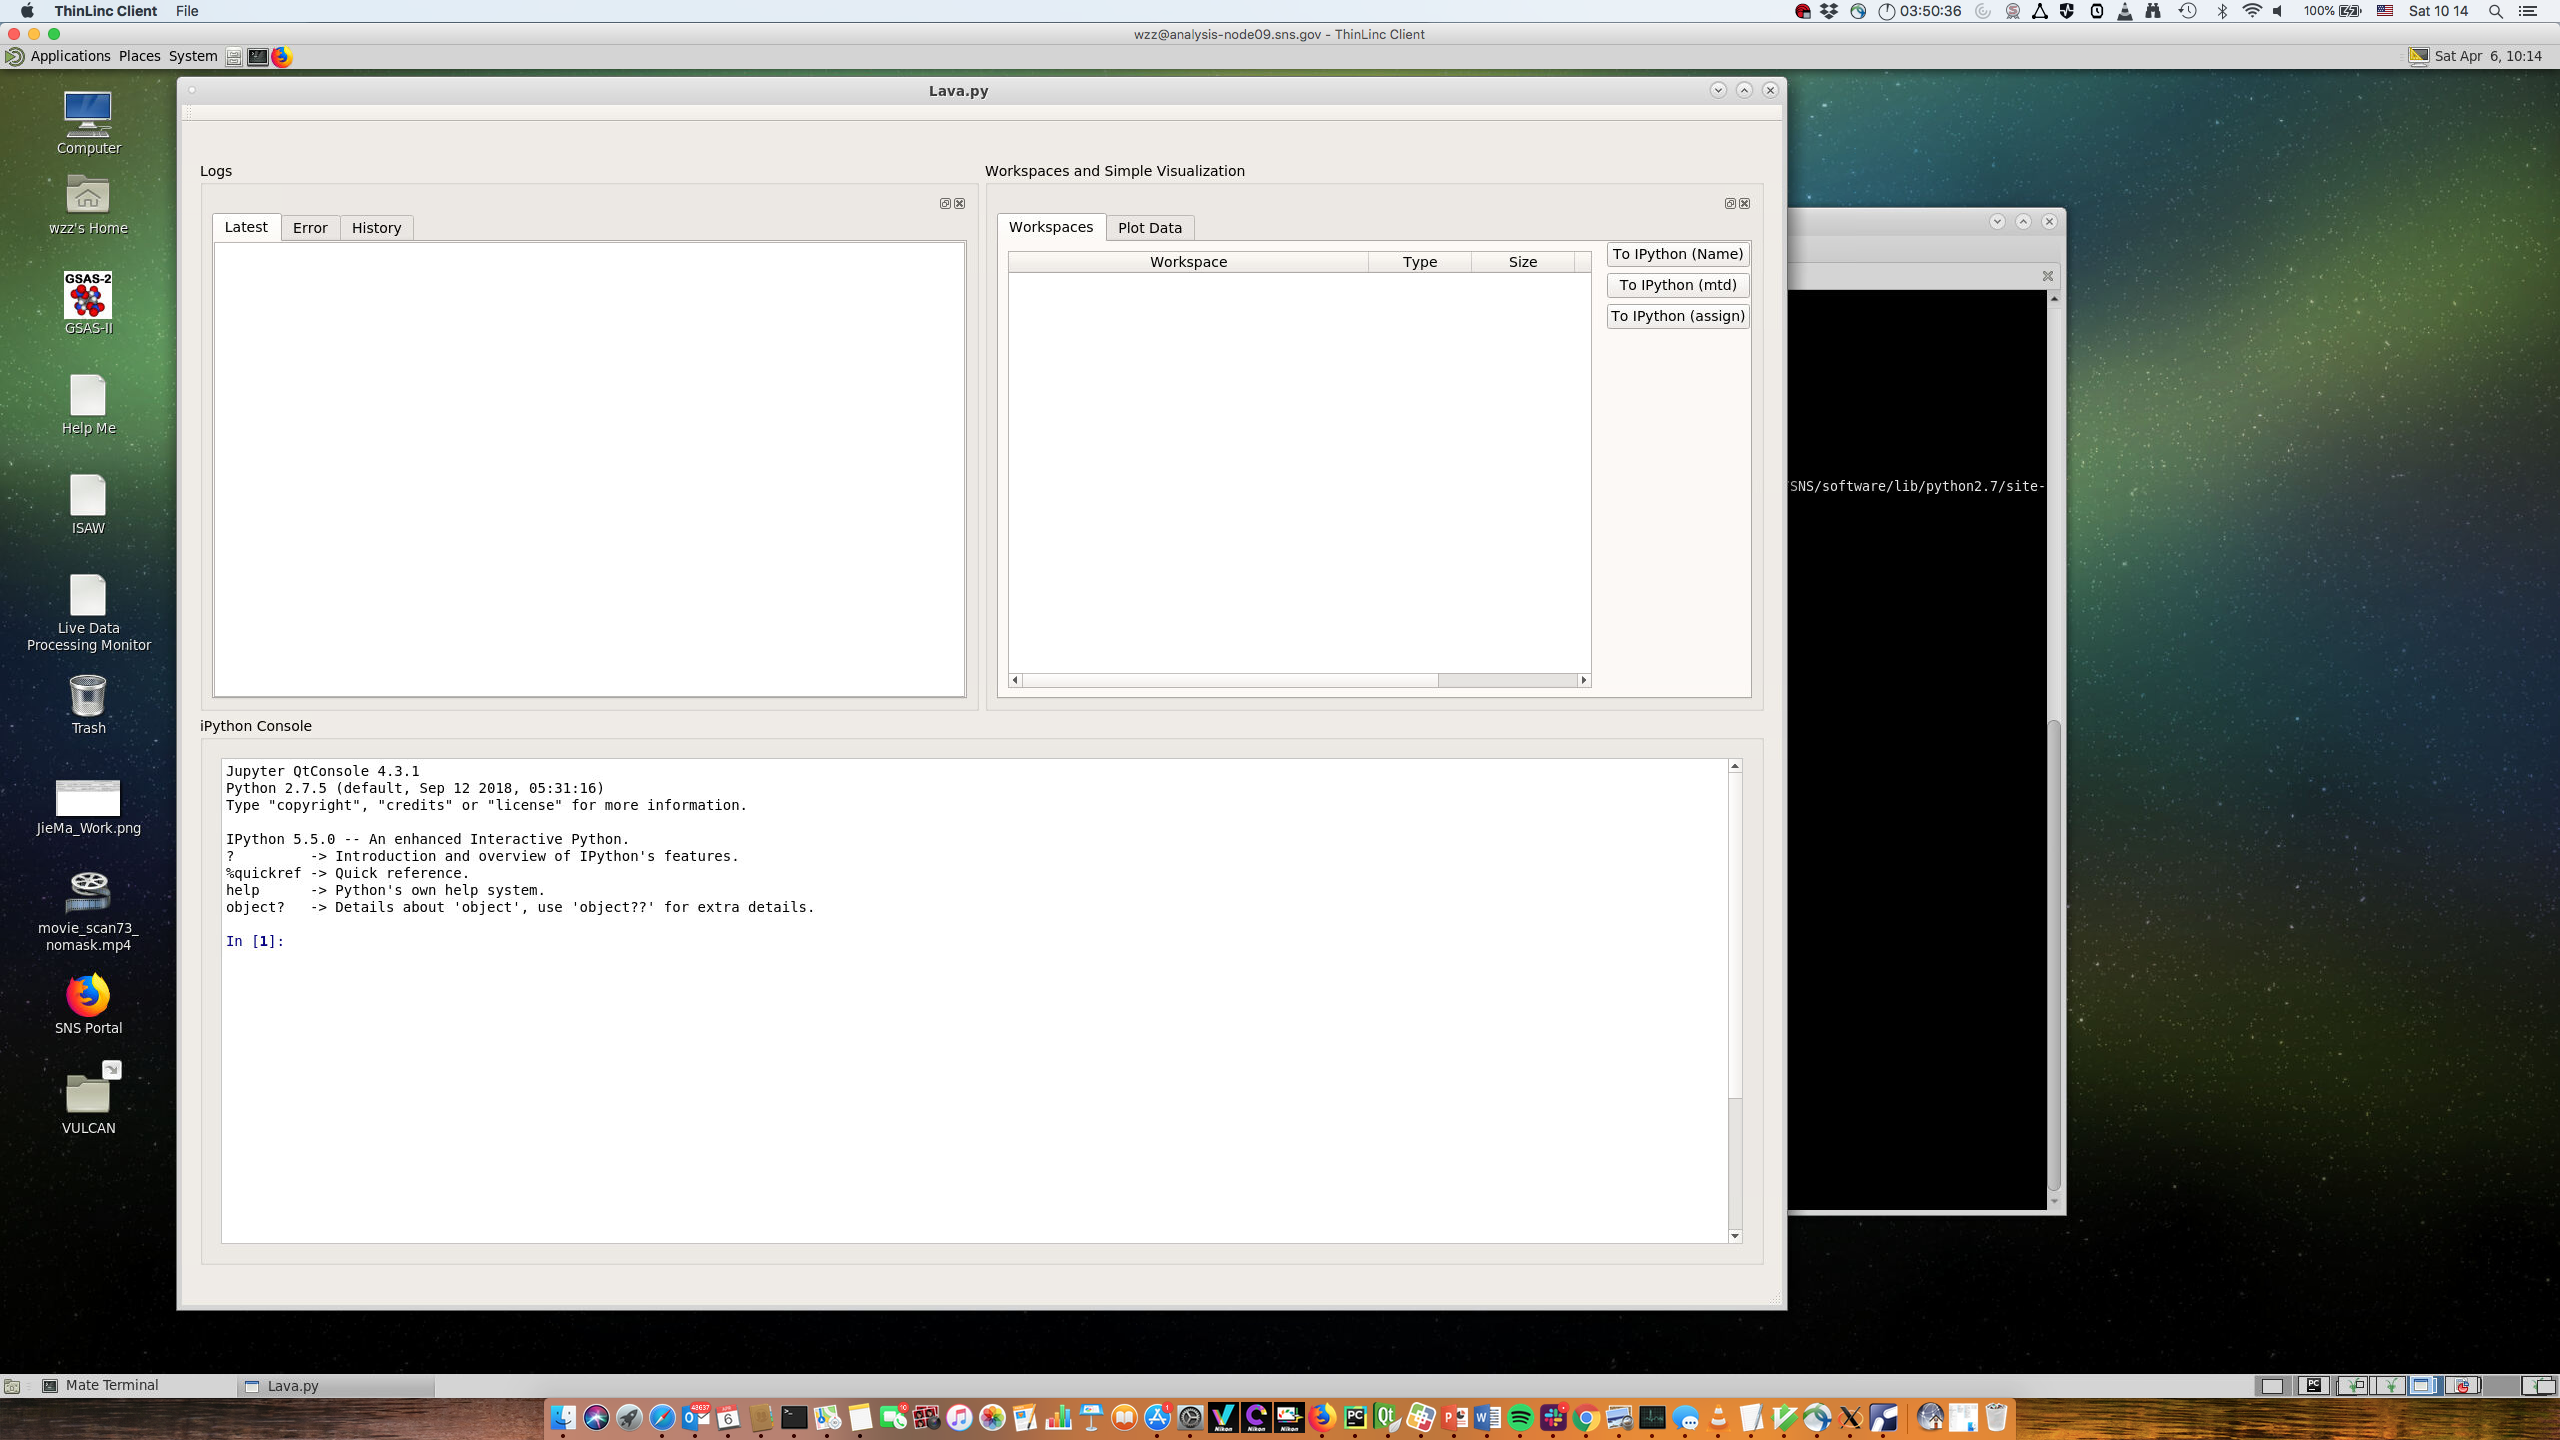 ThinLinc Client File
03:50:36 100% Sat 10 14
wzz@analysis-node09.sns.gov - ThinLinc Client
Applications Places System
Sat Apr 6, 10:14
Lava.py
Computer
wzz's Home
GSAS-2
GSAS-II
Help Me
ISAW
Live Data
Processing Monitor
Trash
JieMa_Work.png
movie_scan73_
nomask.mp4
SNS Portal
VULCAN
Logs
Latest Error History
Workspaces and Simple Visualization
Workspaces Plot Data
Workspace Type Size
To IPython (Name)
To IPython (mtd)
To IPython (assign)
iPython Console
Jupyter QtConsole 4.3.1
Python 2.7.5 (default, Sep 12 2018, 05:31:16)
Type "copyright", "credits" or "license" for more information.
IPython 5.5.0 -- An enhanced Interactive Python.
? -> Introduction and overview of IPython's features.
%quickref -> Quick reference.
help -> Python's own help system.
object? -> Details about 'object', use 'object??' for extra details.
In [1]:
/SNS/software/lib/python2.7/site-
Mate Terminal
Lava.py